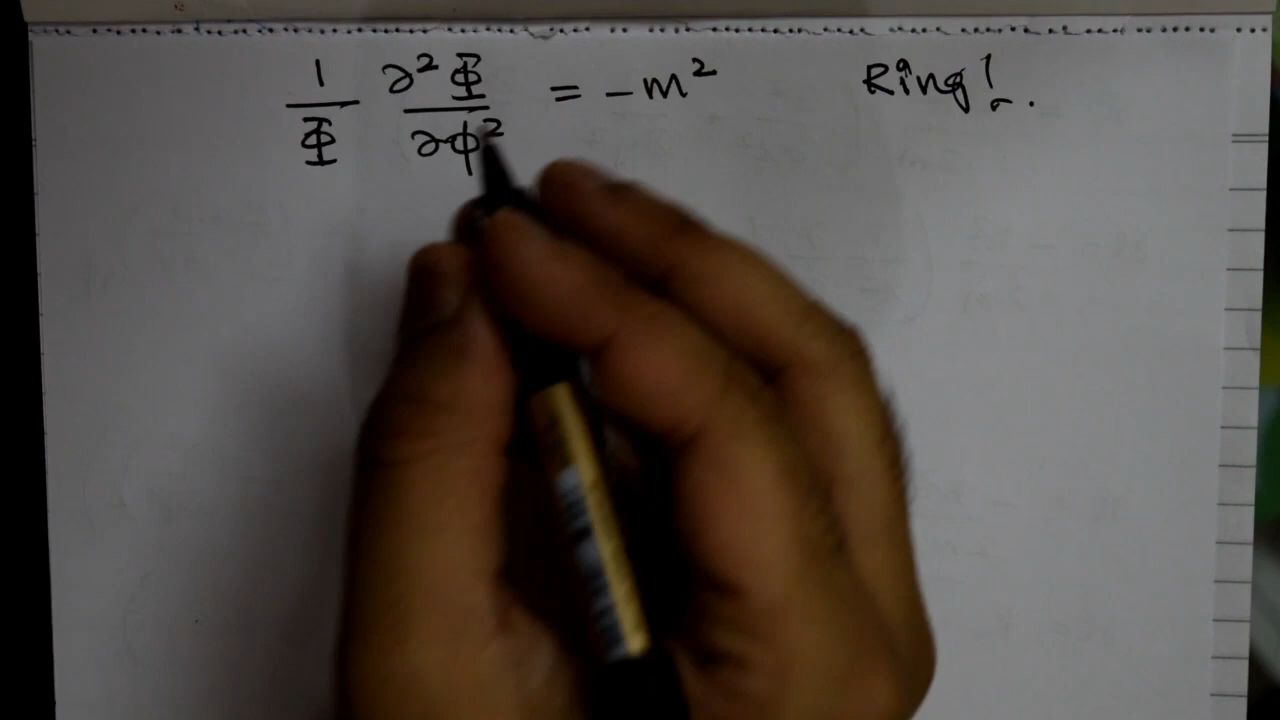 1/Φ ∂²Φ/∂ϕ² = -m² Ring!